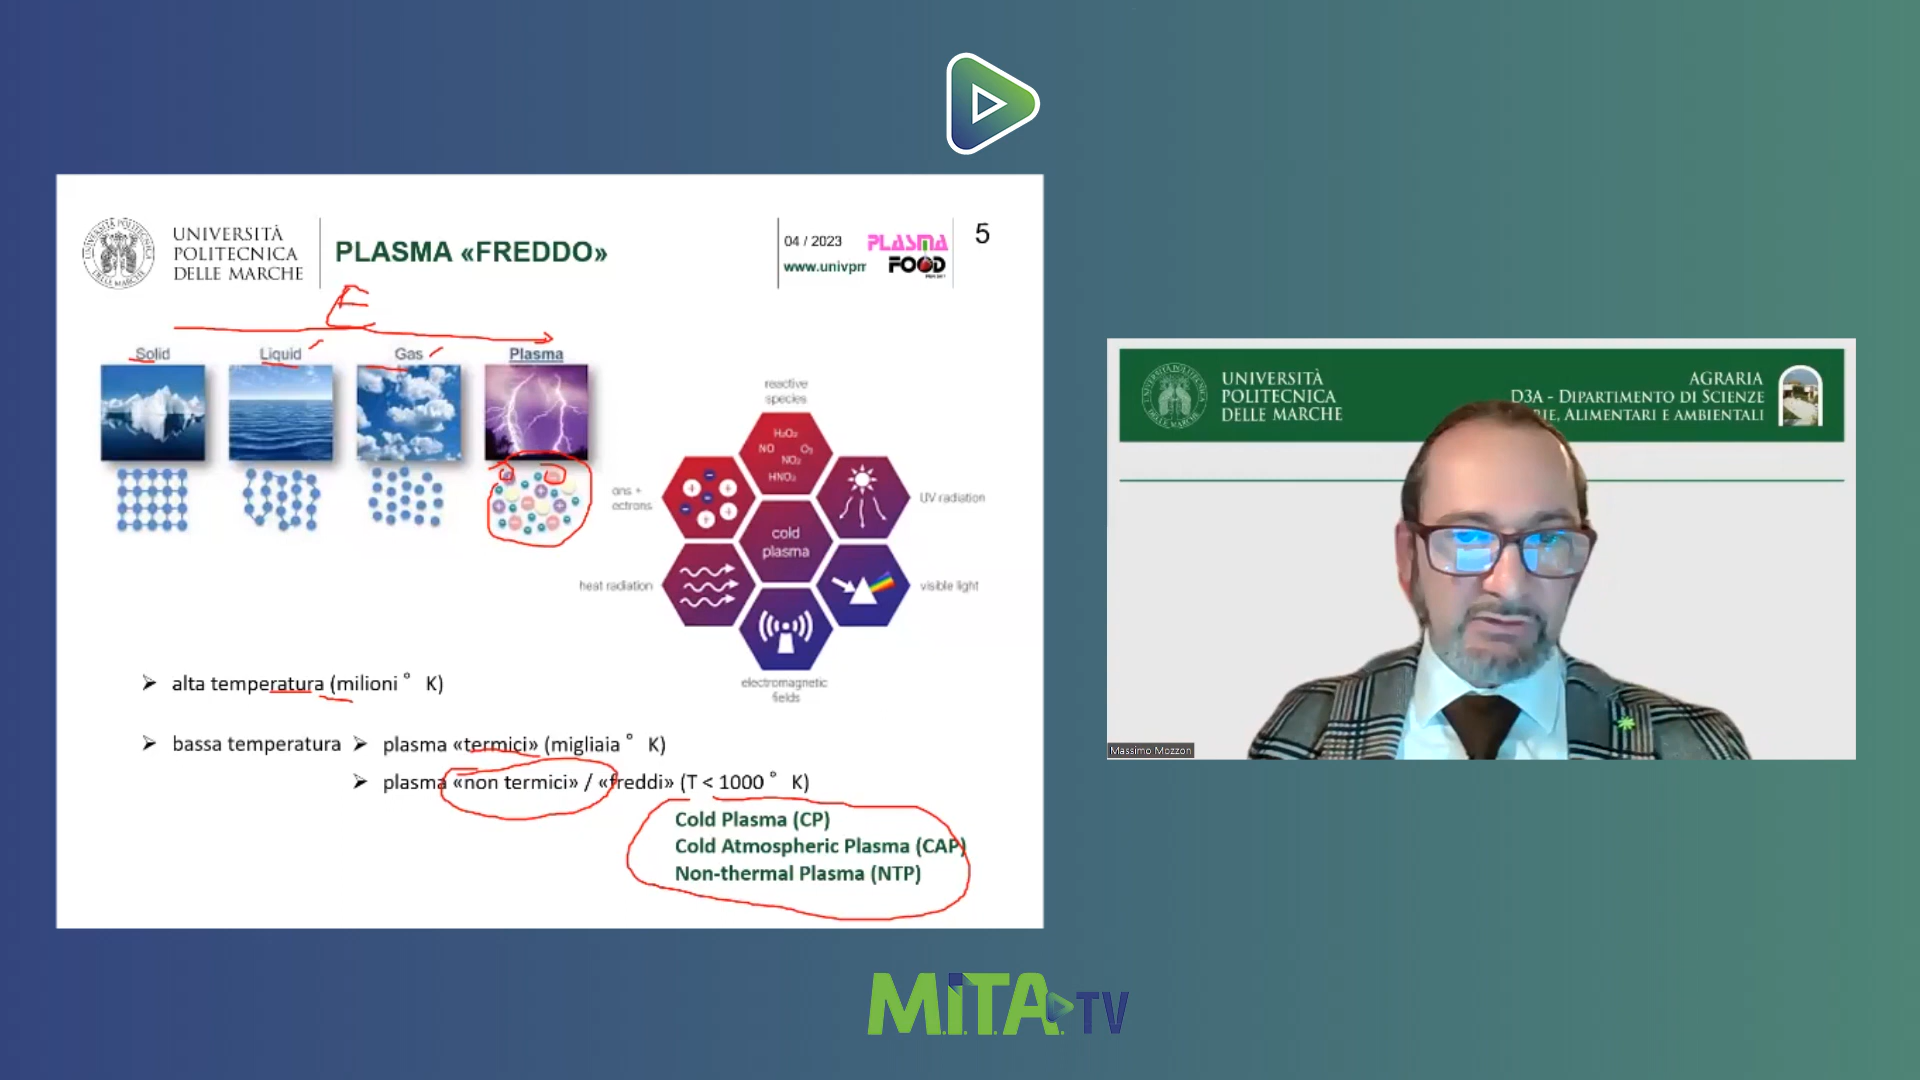 UNIVERSITÀ
POLITECNICA
DELLE MARCHE
PLASMA «FREDDO»
04 / 2023
www.univpm
PLASMA
FOOD
5
E
Solid
Liquid
Gas
Plasma
reactive
species
H₂O₂
NO
O₃
NO₂
HNO₃
ons +
ectrons
UV radiation
cold
plasma
heat radiation
visible light
electromagnetic
fields
➢ alta temperatura (milioni ° K)
➢ bassa temperatura ➢ plasma «termici» (migliaia ° K)
➢ plasma «non termici» / «freddi» (T < 1000 ° K)
Cold Plasma (CP)
Cold Atmospheric Plasma (CAP)
Non-thermal Plasma (NTP)
UNIVERSITÀ
POLITECNICA
DELLE MARCHE
AGRARIA
D3A - DIPARTIMENTO DI SCIENZE
RIE, ALIMENTARI E AMBIENTALI
Massimo Mozzon
M.I.T.A. TV